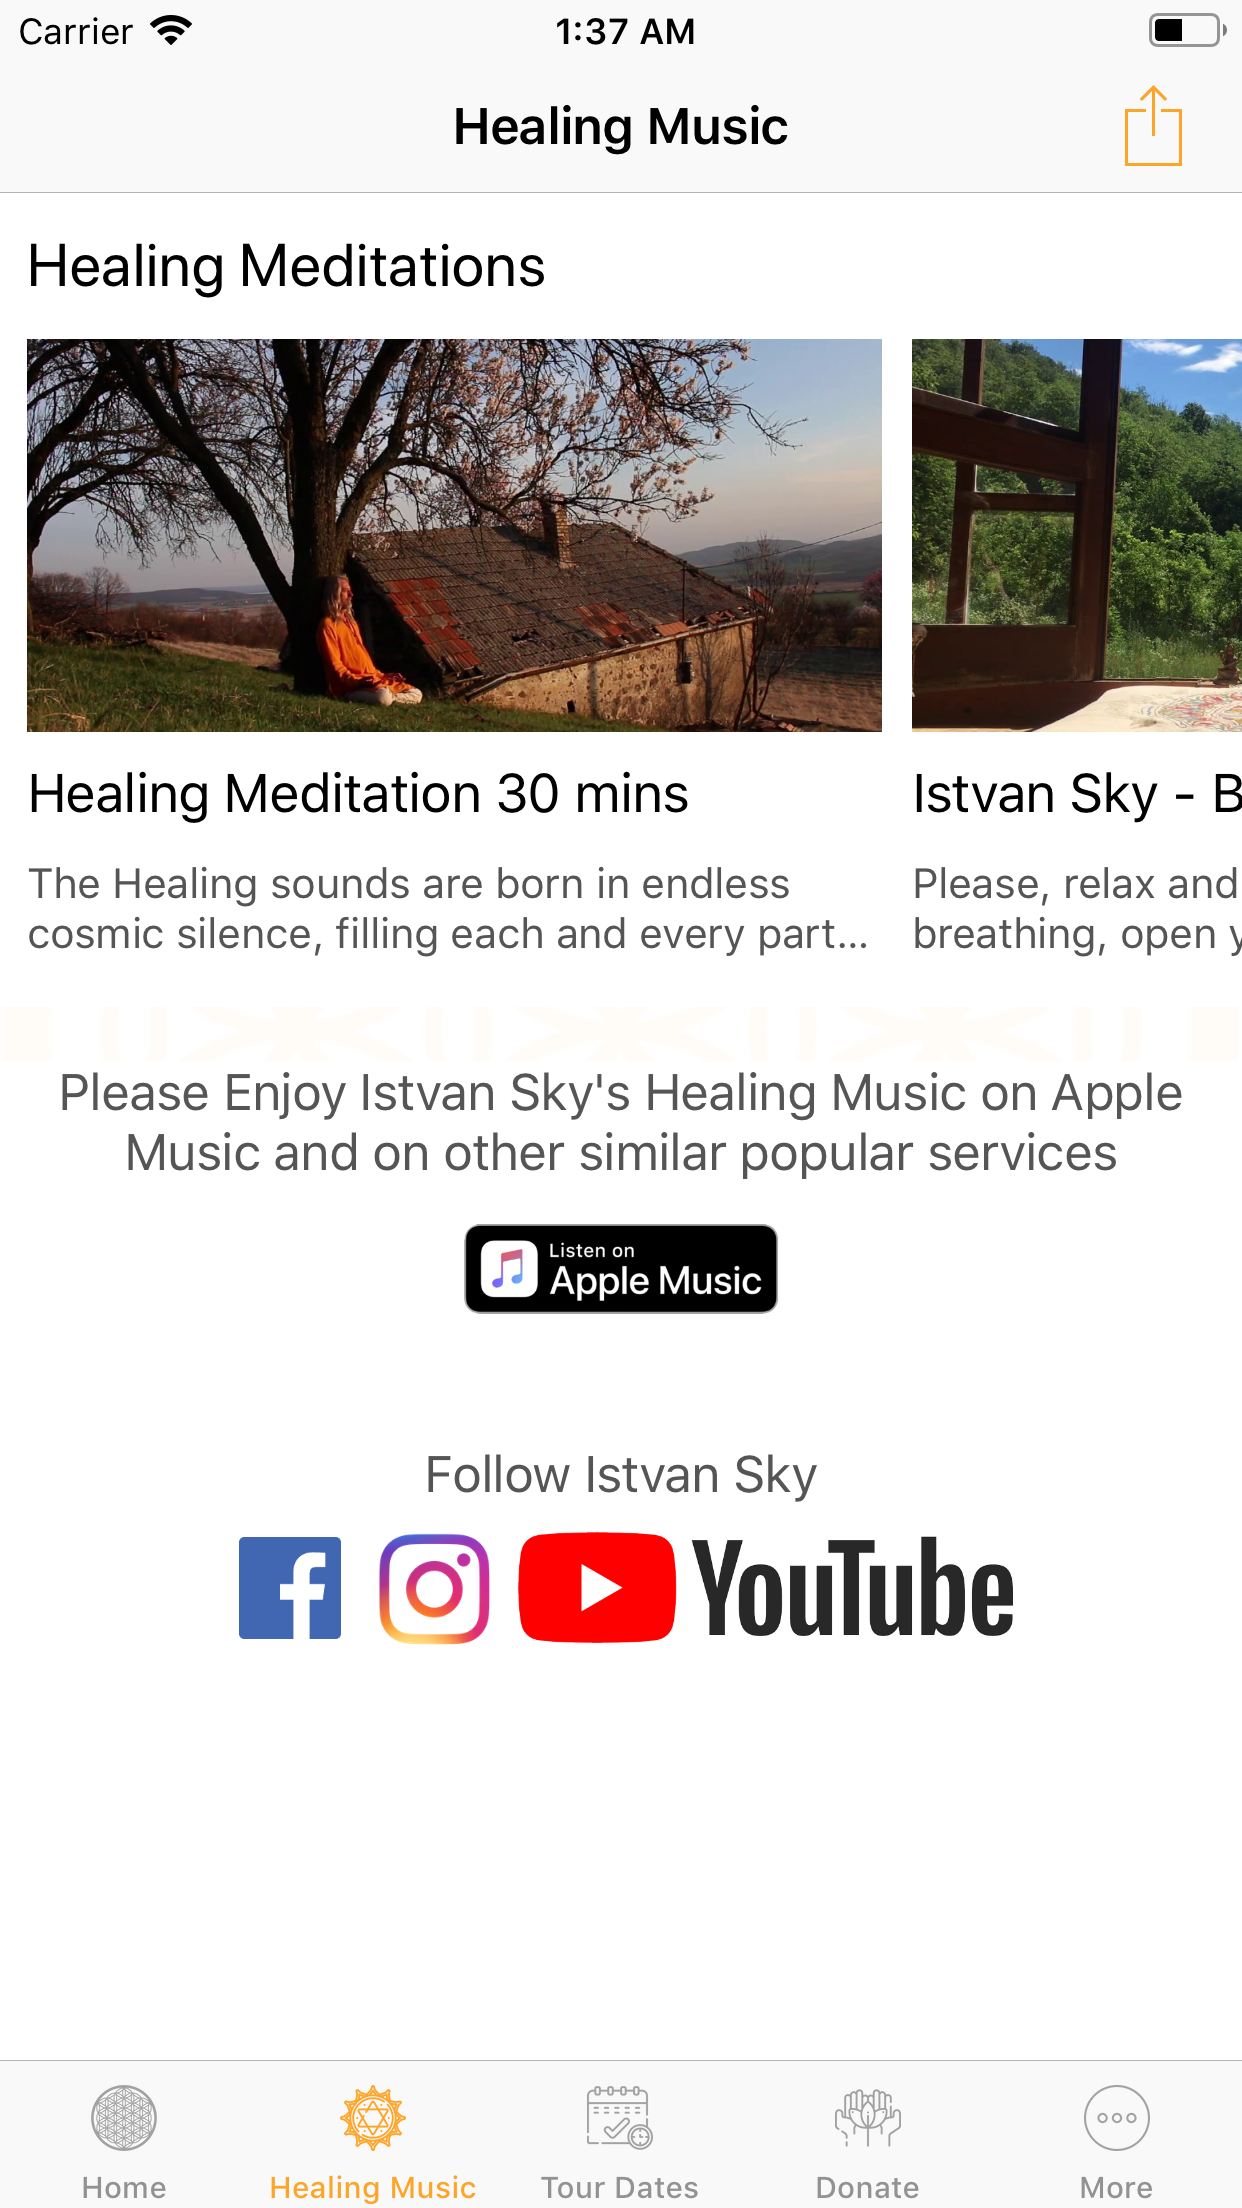 Carrier
1:37 AM
Healing Music
Healing Meditations
Healing Meditation 30 mins
The Healing sounds are born in endless
cosmic silence, filling each and every part...
Istvan Sky - B
Please, relax and
breathing, open y
Please Enjoy Istvan Sky's Healing Music on Apple
Music and on other similar popular services
Listen on
Apple Music
Follow Istvan Sky
YouTube
Home
Healing Music
Tour Dates
Donate
More